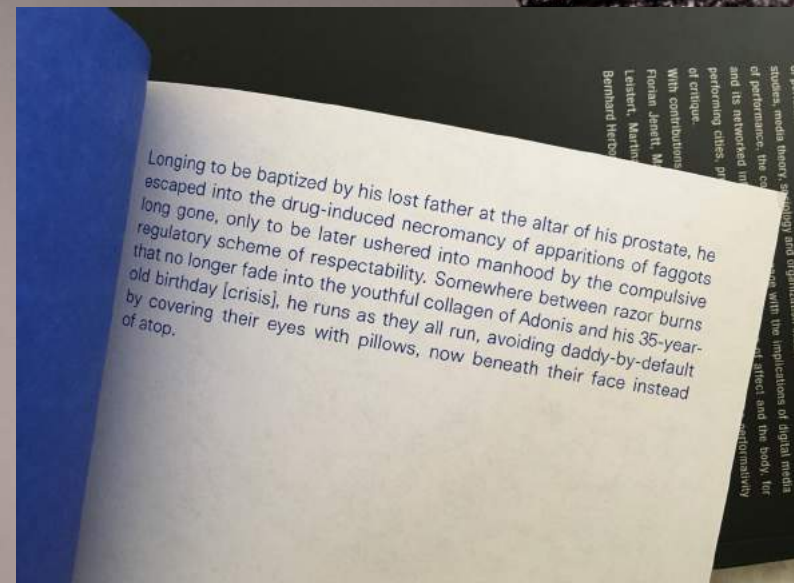 Longing to be baptized by his lost father at the altar of his prostate, he
escaped into the drug-induced necromancy of apparitions of faggots
long gone, only to be later ushered into manhood by the compulsive
regulatory scheme of respectability. Somewhere between razor burns
that no longer fade into the youthful collagen of Adonis and his 35-year-
old birthday [crisis], he runs as they all run, avoiding daddy-by-default
by covering their eyes with pillows, now beneath their face instead
of atop.
studies, media theory, sociology and
of performance, the
and its networked
performing cities,
of critique.
With contributions
Florian Jenett,
Leistert,
Bernhard
with the implications of digital media
of affect and the body, for
performativity